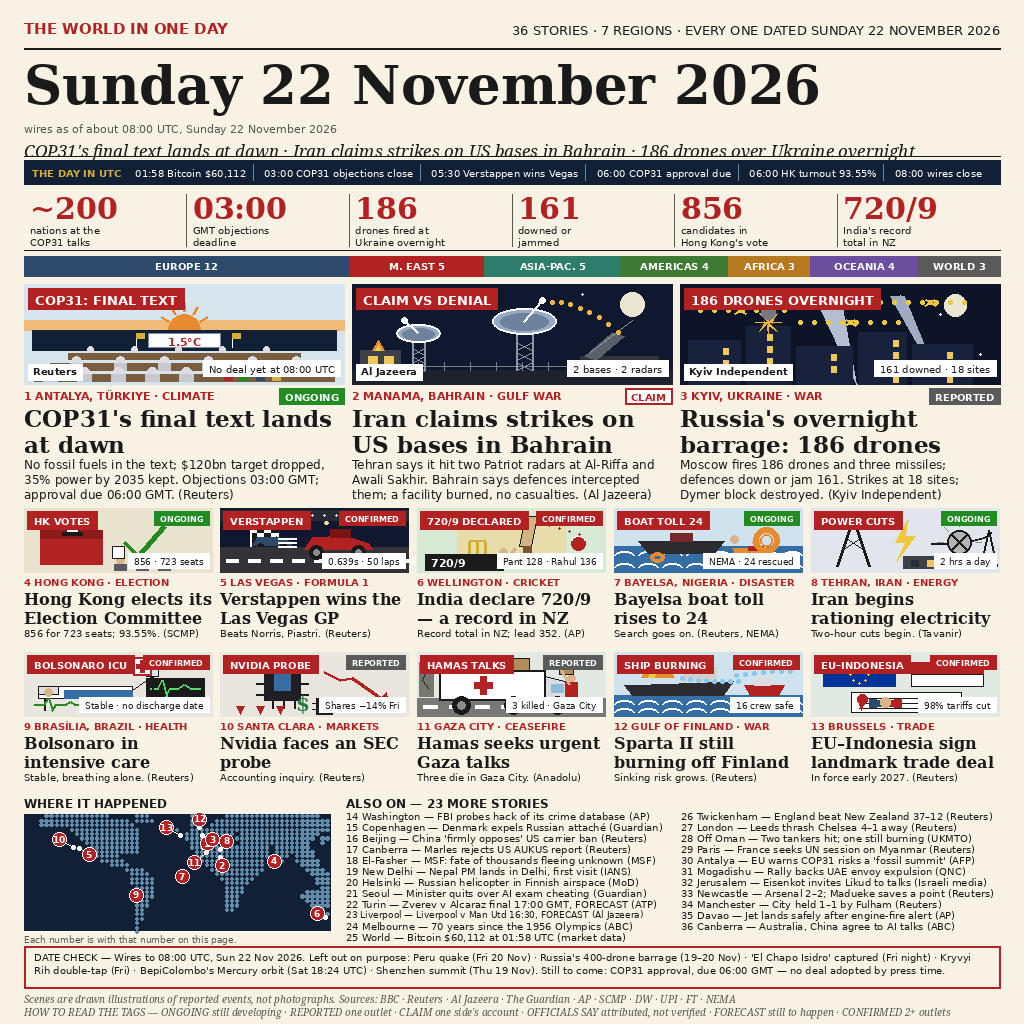 THE WORLD IN ONE DAY
36 STORIES · 7 REGIONS · EVERY ONE DATED SUNDAY 22 NOVEMBER 2026
Sunday 22 November 2026
wires as of about 08:00 UTC, Sunday 22 November 2026
COP31's final text lands at dawn · Iran claims strikes on US bases in Bahrain · 186 drones over Ukraine overnight
THE DAY IN UTC
01:58 Bitcoin $60,112
03:00 COP31 objections close
05:30 Verstappen wins Vegas
06:00 COP31 approval due
06:00 HK turnout 93.55%
08:00 wires close
~200
nations at the
COP31 talks
03:00
GMT objections
deadline
186
drones fired at
Ukraine overnight
161
downed or
jammed
856
candidates in
Hong Kong's vote
720/9
India's record
total in NZ
EUROPE 12
M. EAST 5
ASIA-PAC. 5
AMERICAS 4
AFRICA 3
OCEANIA 4
WORLD 3
COP31: FINAL TEXT
1.5°C
Reuters
No deal yet at 08:00 UTC
1 ANTALYA, TÜRKIYE · CLIMATE
ONGOING
COP31's final text lands
at dawn
No fossil fuels in the text; $120bn target dropped,
35% power by 2035 kept. Objections 03:00 GMT;
approval due 06:00 GMT. (Reuters)
CLAIM VS DENIAL
Al Jazeera
2 bases · 2 radars
2 MANAMA, BAHRAIN · GULF WAR
CLAIM
Iran claims strikes on
US bases in Bahrain
Tehran says it hit two Patriot radars at Al-Riffa and
Awali Sakhir. Bahrain says defences intercepted
them; a facility burned, no casualties. (Al Jazeera)
186 DRONES OVERNIGHT
Kyiv Independent
161 downed · 18 sites
3 KYIV, UKRAINE · WAR
REPORTED
Russia's overnight
barrage: 186 drones
Moscow fires 186 drones and three missiles;
defences down or jam 161. Strikes at 18 sites;
Dymer block destroyed. (Kyiv Independent)
HK VOTES
ONGOING
856 · 723 seats
4 HONG KONG · ELECTION
Hong Kong elects its
Election Committee
856 for 723 seats; 93.55%. (SCMP)
VERSTAPPEN
CONFIRMED
0.639s · 50 laps
5 LAS VEGAS · FORMULA 1
Verstappen wins the
Las Vegas GP
Beats Norris, Piastri. (Reuters)
720/9 DECLARED
CONFIRMED
720/9
Pant 128 · Rahul 136
6 WELLINGTON · CRICKET
India declare 720/9
— a record in NZ
Record total in NZ; lead 352. (AP)
BOAT TOLL 24
ONGOING
NEMA · 24 rescued
7 BAYELSA, NIGERIA · DISASTER
Bayelsa boat toll
rises to 24
Search goes on. (Reuters, NEMA)
POWER CUTS
ONGOING
2 hrs a day
8 TEHRAN, IRAN · ENERGY
Iran begins
rationing electricity
Two-hour cuts begin. (Tavanir)
BOLSONARO ICU
CONFIRMED
Stable · no discharge date
9 BRASÍLIA, BRAZIL · HEALTH
Bolsonaro in
intensive care
Stable, breathing alone. (Reuters)
NVIDIA PROBE
REPORTED
$
Shares −14% Fri
10 SANTA CLARA · MARKETS
Nvidia faces an SEC
probe
Accounting inquiry. (Reuters)
HAMAS TALKS
REPORTED
3 killed · Gaza City
11 GAZA CITY · CEASEFIRE
Hamas seeks urgent
Gaza talks
Three die in Gaza City. (Anadolu)
SHIP BURNING
CONFIRMED
16 crew safe
12 GULF OF FINLAND · WAR
Sparta II still
burning off Finland
Sinking risk grows. (Reuters)
EU–INDONESIA
CONFIRMED
98% tariffs cut
13 BRUSSELS · TRADE
EU–Indonesia sign
landmark trade deal
In force early 2027. (Reuters)
WHERE IT HAPPENED
10
5
13
12
3
8
11
2
4
7
9
6
Each number is with that number on this page.
ALSO ON — 23 MORE STORIES
14 Washington — FBI probes hack of its crime database (AP)
15 Copenhagen — Denmark expels Russian attaché (Guardian)
16 Beijing — China 'firmly opposes' US carrier ban (Reuters)
17 Canberra — Marles rejects US AUKUS report (Reuters)
18 El-Fasher — MSF: fate of thousands fleeing unknown (MSF)
19 New Delhi — Nepal PM lands in Delhi, first visit (IANS)
20 Helsinki — Russian helicopter in Finnish airspace (MoD)
21 Seoul — Minister quits over AI exam cheating (Guardian)
22 Turin — Zverev v Alcaraz final 17:00 GMT, FORECAST (ATP)
23 Liverpool — Liverpool v Man Utd 16:30, FORECAST (Al Jazeera)
24 Melbourne — 70 years since the 1956 Olympics (ABC)
25 World — Bitcoin $60,112 at 01:58 UTC (market data)
26 Twickenham — England beat New Zealand 37–12 (Reuters)
27 London — Leeds thrash Chelsea 4–1 away (Reuters)
28 Off Oman — Two tankers hit; one still burning (UKMTO)
29 Paris — France seeks UN session on Myanmar (Reuters)
30 Antalya — EU warns COP31 risks a 'fossil summit' (AFP)
31 Mogadishu — Rally backs UAE envoy expulsion (QNC)
32 Jerusalem — Eisenkot invites Likud to talks (Israeli media)
33 Newcastle — Arsenal 2–2; Madueke saves a point (Reuters)
34 Manchester — City held 1–1 by Fulham (Reuters)
35 Davao — Jet lands safely after engine-fire alert (AP)
36 Canberra — Australia, China agree to AI talks (ABC)
DATE CHECK — Wires to 08:00 UTC, Sun 22 Nov 2026. Left out on purpose: Peru quake (Fri 20 Nov) · Russia's 400-drone barrage (19–20 Nov) · 'El Chapo Isidro' captured (Fri night) · Kryvyi
Rih double-tap (Fri) · BepiColombo's Mercury orbit (Sat 18:24 UTC) · Shenzhen summit (Thu 19 Nov). Still to come: COP31 approval, due 06:00 GMT — no deal adopted by press time.
Scenes are drawn illustrations of reported events, not photographs. Sources: BBC · Reuters · Al Jazeera · The Guardian · AP · SCMP · DW · UPI · FT · NEMA
HOW TO READ THE TAGS — ONGOING still developing · REPORTED one outlet · CLAIM one side's account · OFFICIALS SAY attributed, not verified · FORECAST still to happen · CONFIRMED 2+ outlets